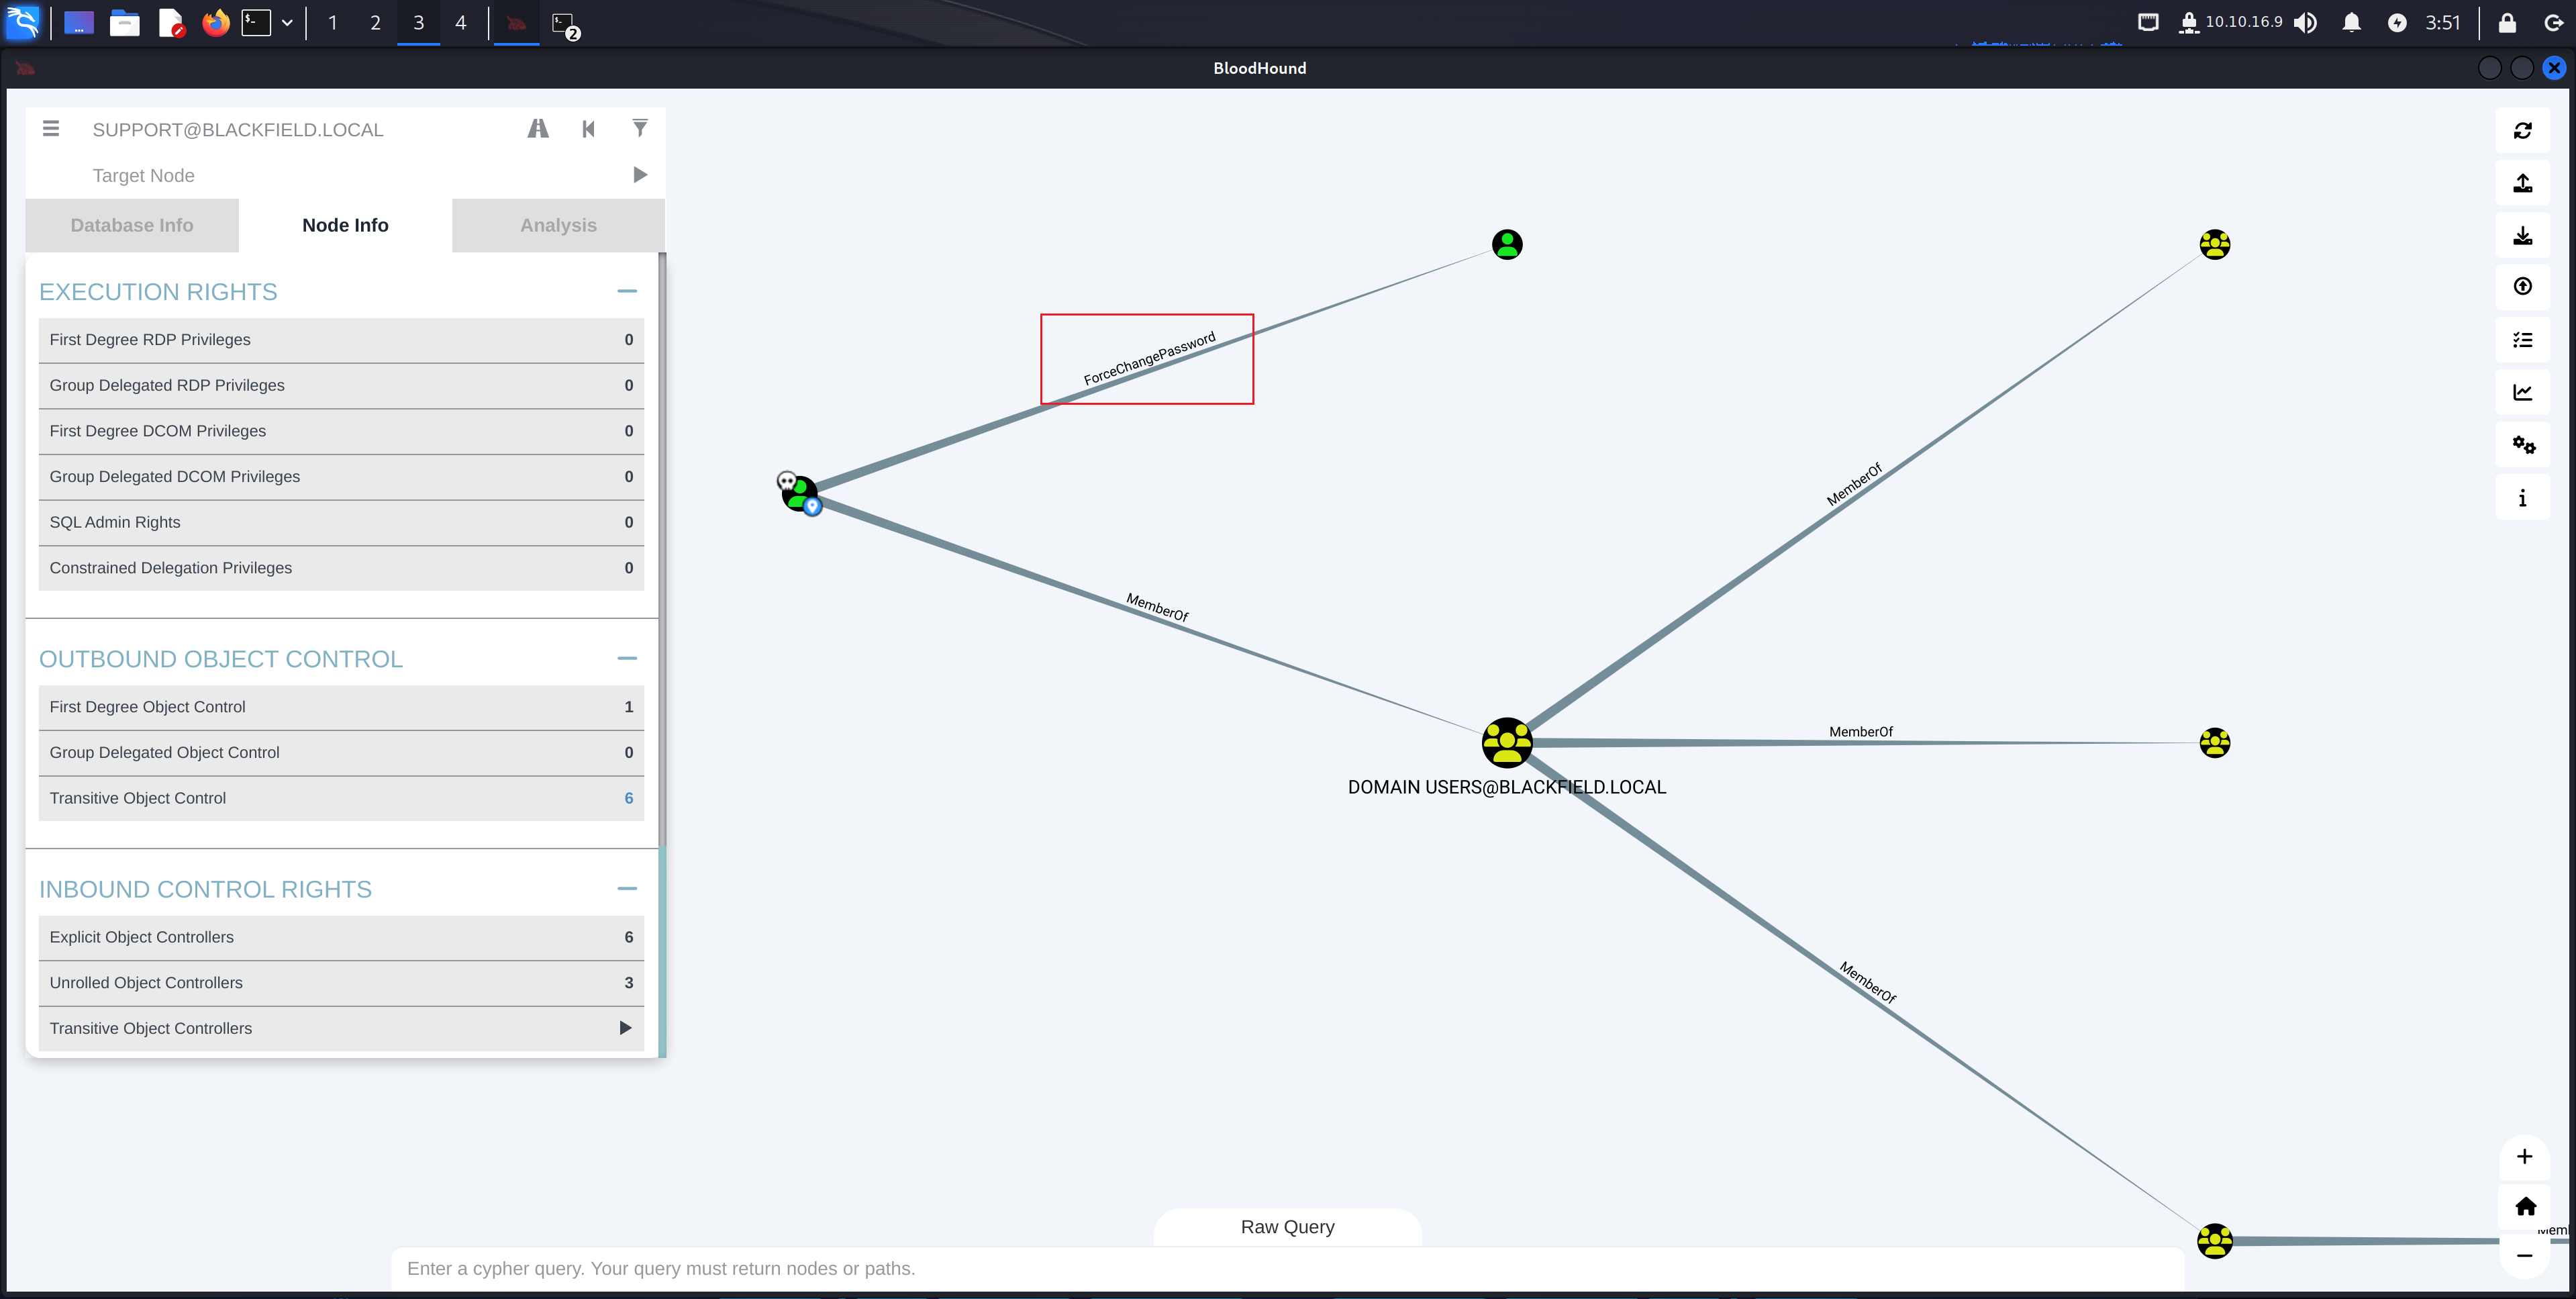 1 2 3 4 2 10.10.16.9 3:51
BloodHound
SUPPORT@BLACKFIELD.LOCAL
Target Node
Database Info Node Info Analysis
EXECUTION RIGHTS
First Degree RDP Privileges 0
Group Delegated RDP Privileges 0
First Degree DCOM Privileges 0
Group Delegated DCOM Privileges 0
SQL Admin Rights 0
Constrained Delegation Privileges 0
OUTBOUND OBJECT CONTROL
First Degree Object Control 1
Group Delegated Object Control 0
Transitive Object Control 6
INBOUND CONTROL RIGHTS
Explicit Object Controllers 6
Unrolled Object Controllers 3
Transitive Object Controllers
ForceChangePassword
MemberOf
MemberOf
MemberOf
DOMAIN USERS@BLACKFIELD.LOCAL
MemberOf
Memb
Raw Query
Enter a cypher query. Your query must return nodes or paths.